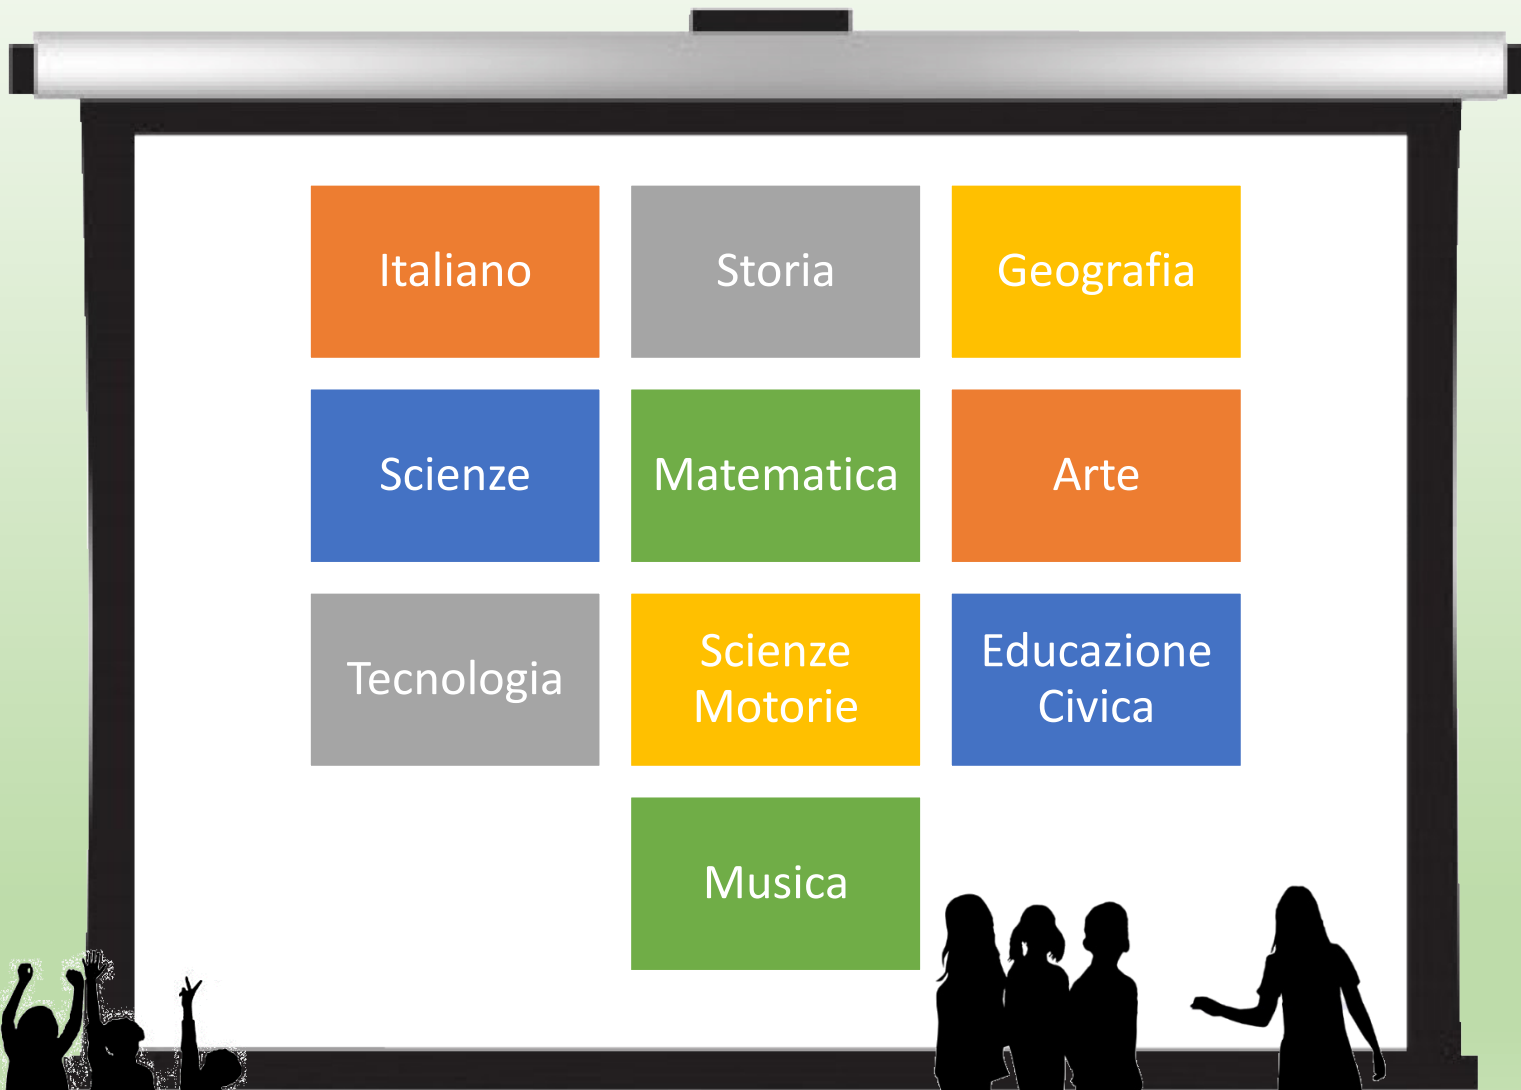 Italiano
Storia
Geografia
Scienze
Matematica
Arte
Tecnologia
Scienze
Motorie
Educazione
Civica
Musica